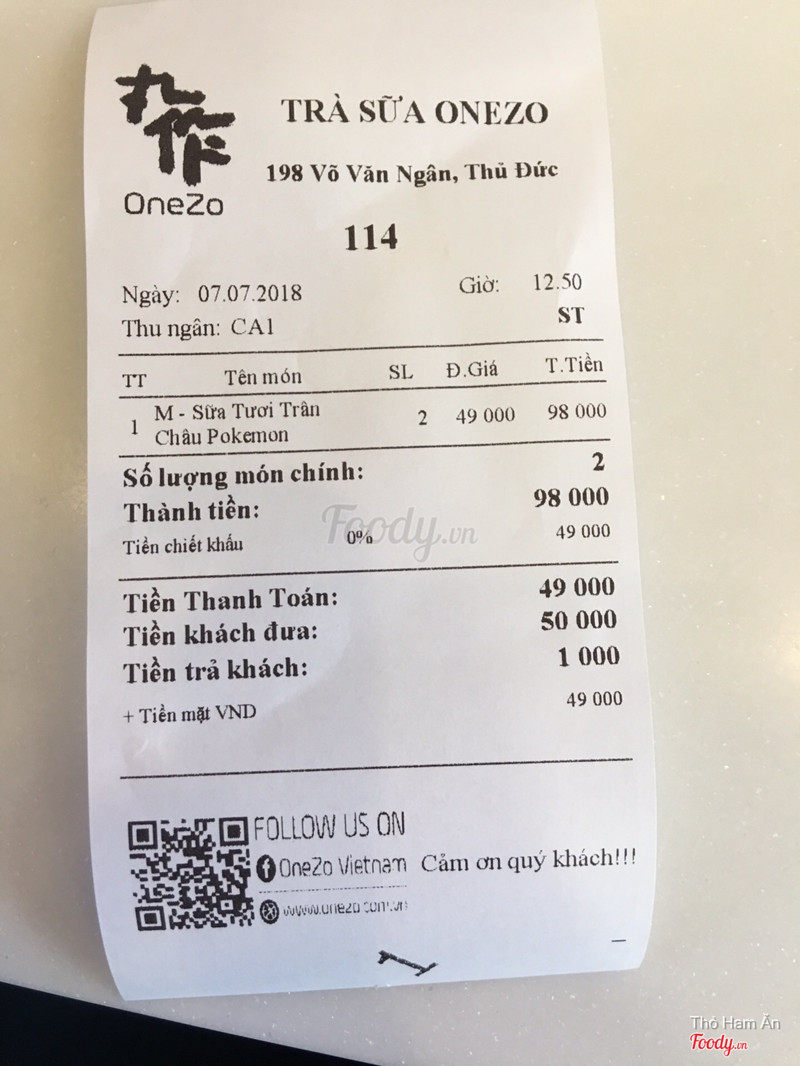 九作
OneZo
TRÀ SỮA ONEZO
198 Võ Văn Ngân, Thủ Đức
114
Ngày: 07.07.2018 Giờ: 12.50
Thu ngân: CA1 ST
TT Tên món SL Đ.Giá T.Tiền
1 M - Sữa Tươi Trân Châu Pokemon 2 49 000 98 000
Số lượng món chính: 2
Thành tiền: 98 000
Tiền chiết khấu 0% 49 000
Foody.vn
Tiền Thanh Toán: 49 000
Tiền khách đưa: 50 000
Tiền trả khách: 1 000
+ Tiền mặt VND 49 000
FOLLOW US ON
OneZo Vietnam Cảm ơn quý khách!!!
www.onezo.com.vn
Thỏ Ham Ăn
Foody.vn